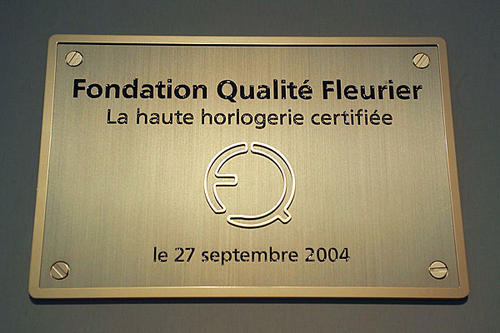 Fondation Qualité Fleurier
La haute horlogerie certifiée
le 27 septembre 2004